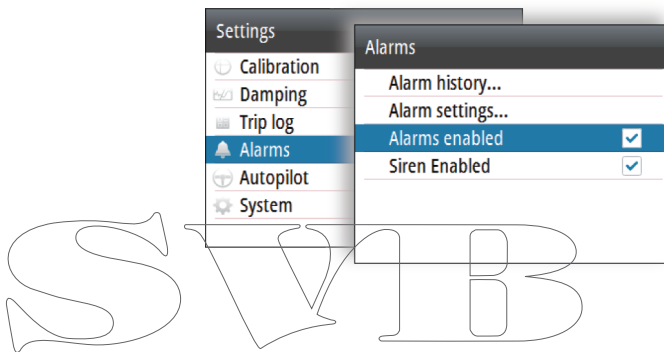 Settings
Calibration
Damping
Trip log
Alarms
Autopilot
System
Alarms
Alarm history...
Alarm settings...
Alarms enabled
Siren Enabled
SVB